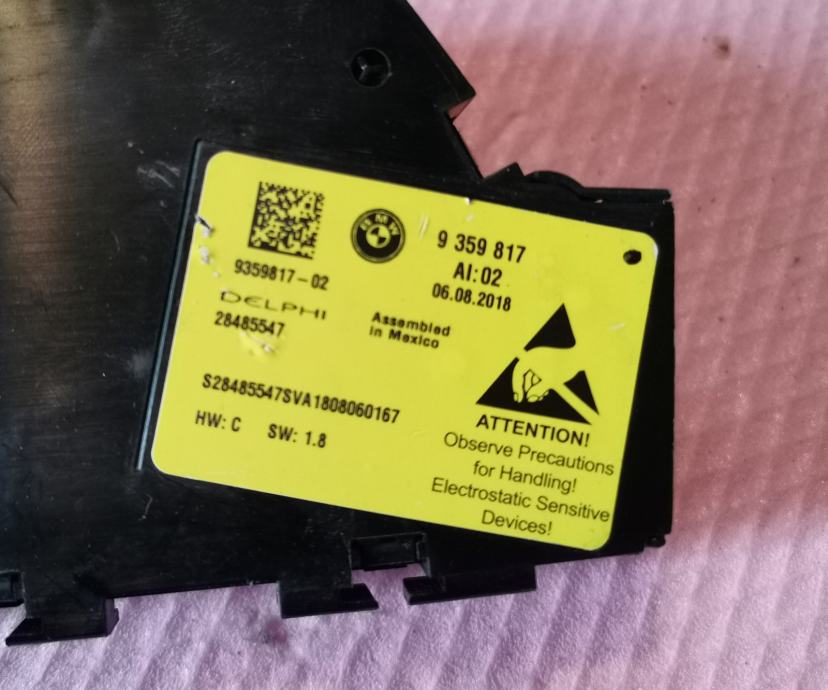 BMW
9 359 817
AI:02
06.08.2018
9359817-02
DELPHI
28485547
Assembled
in Mexico
S28485547SVA1808060167
HW: C SW: 1.8
ATTENTION!
Observe Precautions
for Handling!
Electrostatic Sensitive
Devices!